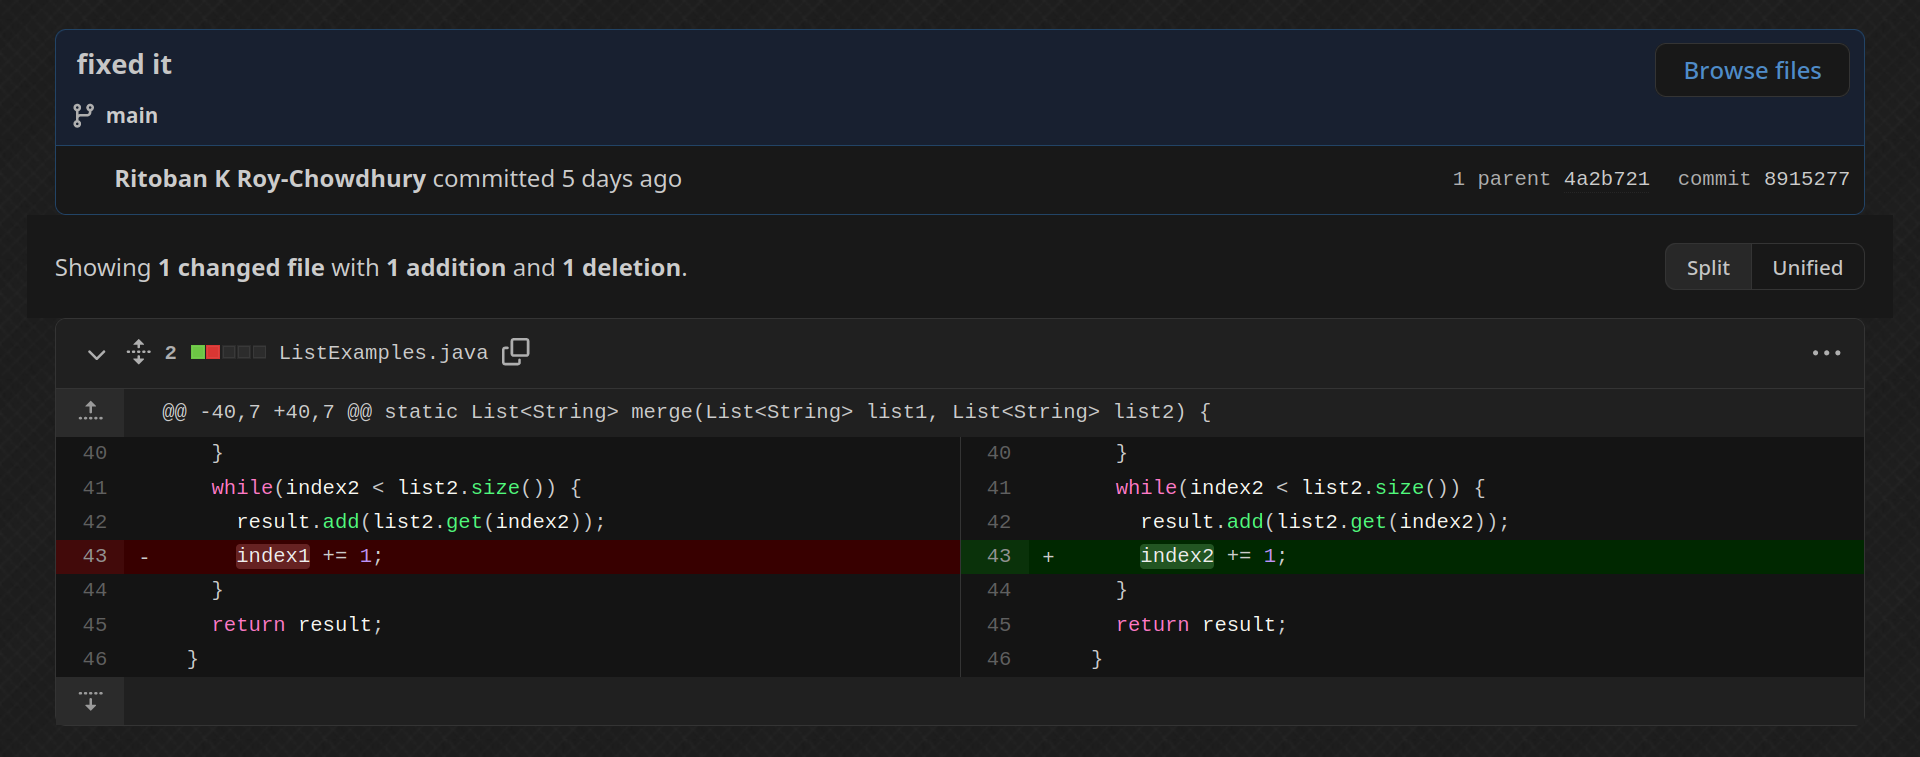 fixed it
Browse files
main
Ritoban K Roy-Chowdhury committed 5 days ago
1 parent 4a2b721 commit 8915277
Showing 1 changed file with 1 addition and 1 deletion.
Split Unified
2 ListExamples.java
@@ -40,7 +40,7 @@ static List<String> merge(List<String> list1, List<String> list2) {
40 }
41 while(index2 < list2.size()) {
42 result.add(list2.get(index2));
43 - index1 += 1;
44 }
45 return result;
46 }
40 }
41 while(index2 < list2.size()) {
42 result.add(list2.get(index2));
43 + index2 += 1;
44 }
45 return result;
46 }